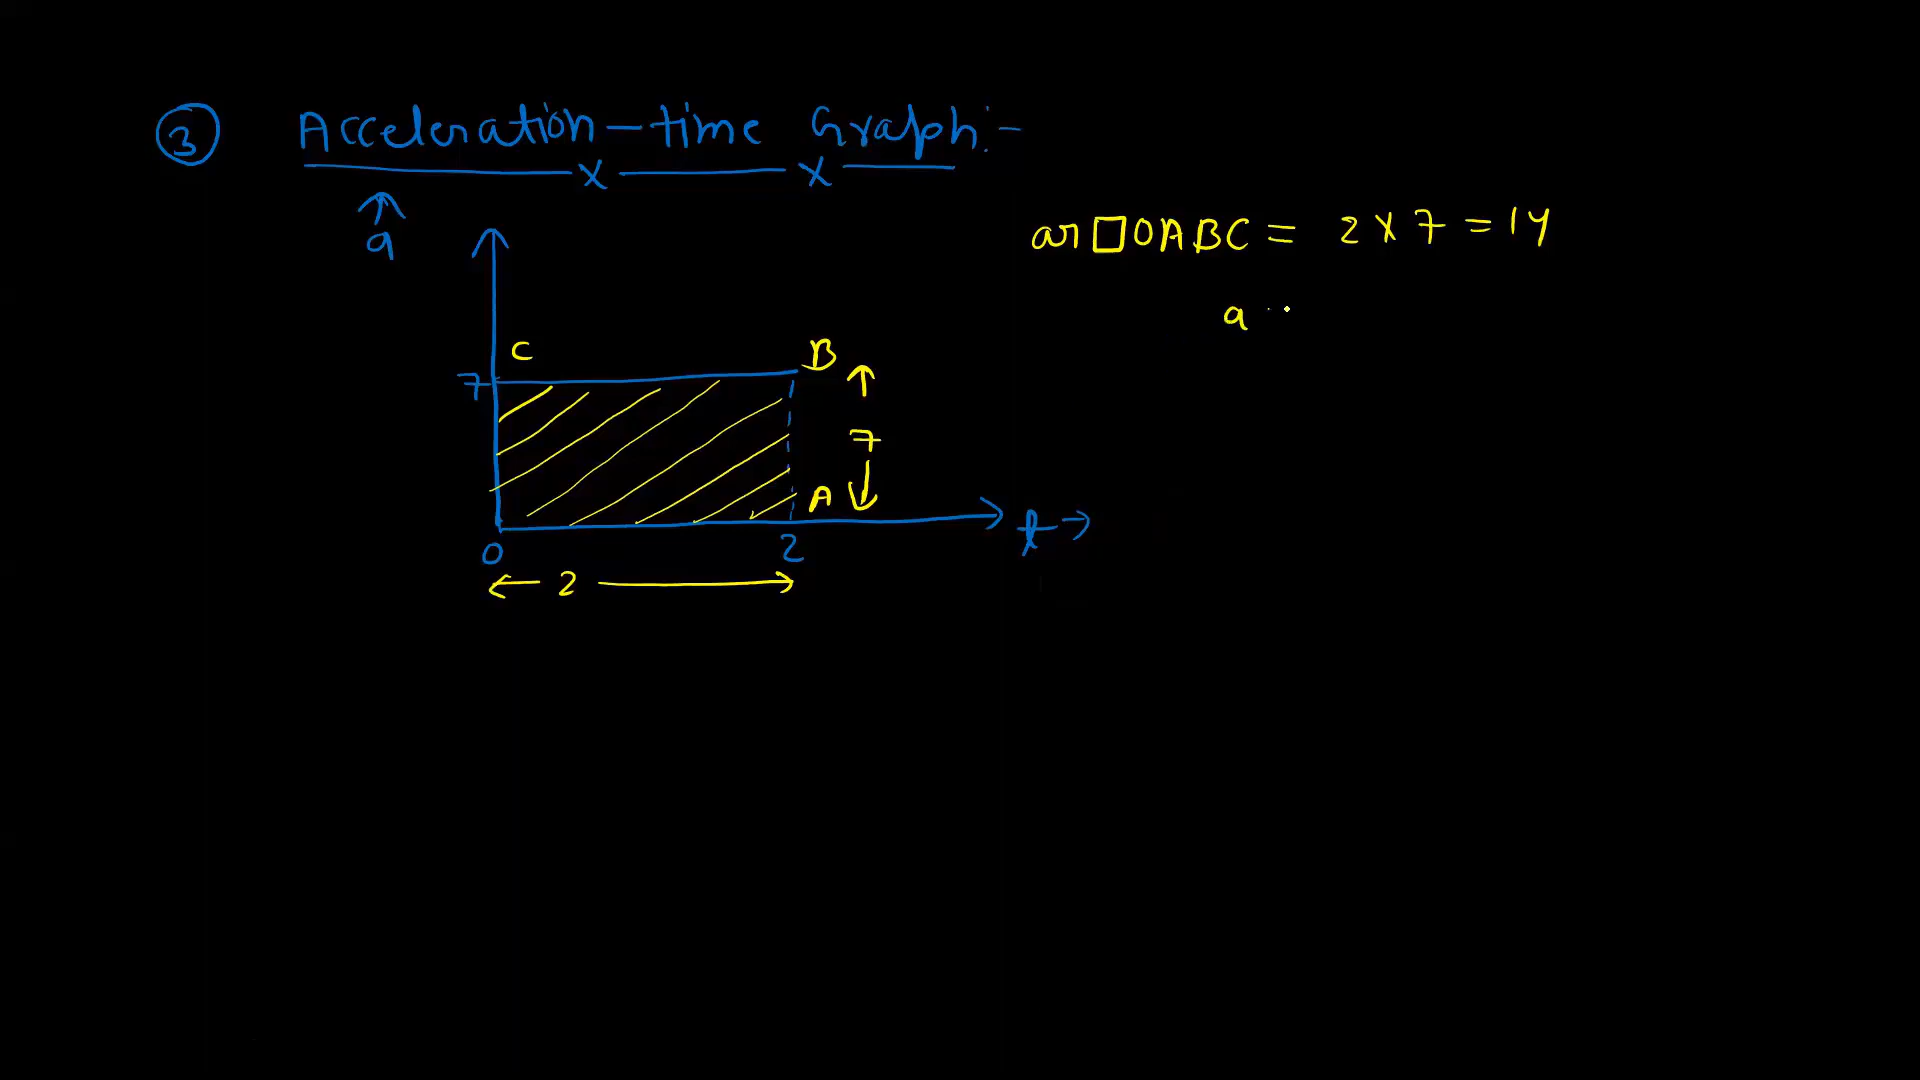 3 Acceleration-time Graph:-
x x
a
ar □OABC = 2 x 7 = 14
a
C B
7
7
A
t
0 2
2